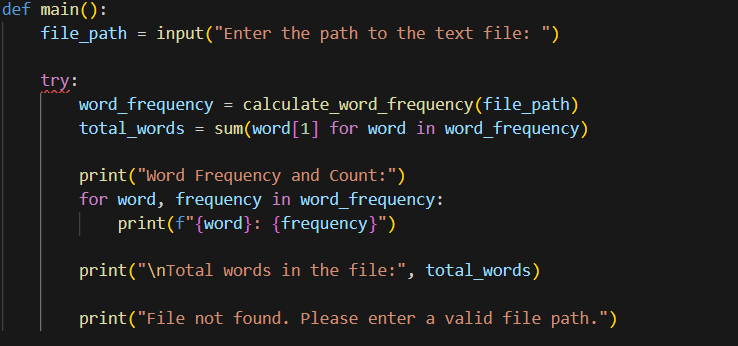 def main():
    file_path = input("Enter the path to the text file: ")
    try:
        word_frequency = calculate_word_frequency(file_path)
        total_words = sum(word[1] for word in word_frequency)
        print("Word Frequency and Count:")
        for word, frequency in word_frequency:
            print(f"{word}: {frequency}")
        print("\nTotal words in the file:", total_words)
        print("File not found. Please enter a valid file path.")